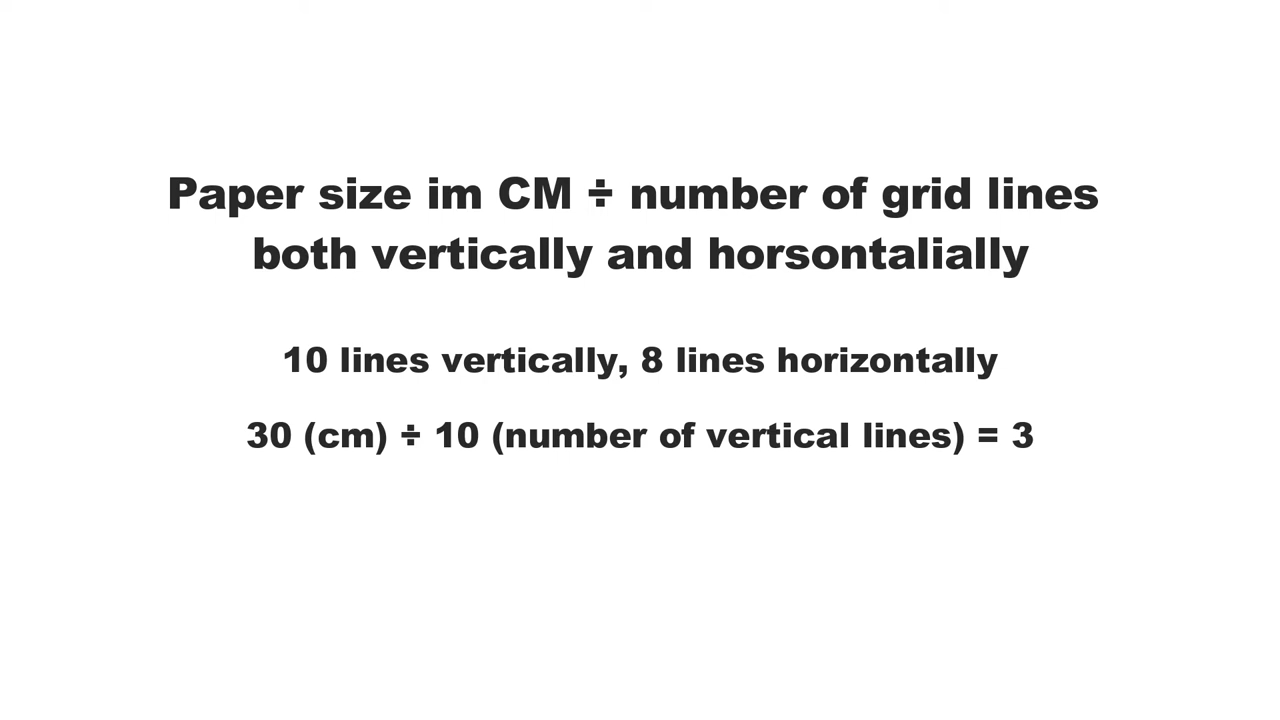 Paper size im CM ÷ number of grid lines
both vertically and horsontalially
10 lines vertically, 8 lines horizontally
30 (cm) ÷ 10 (number of vertical lines) = 3